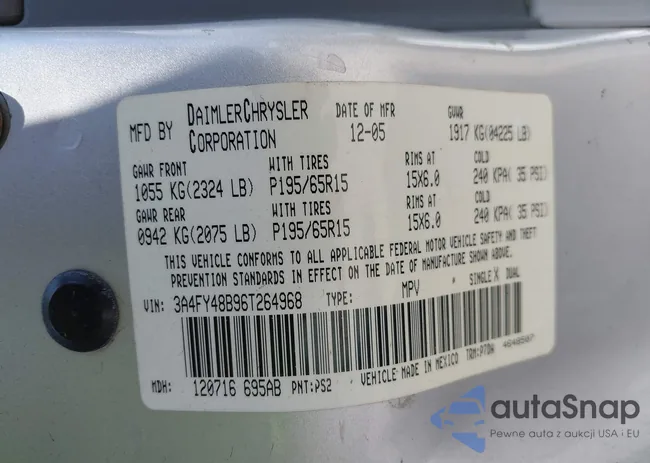 MFD BY DAIMLERCHRYSLER CORPORATION DATE OF MFR 12-05 GVWR 1917 KG(04225 LB)
GAWR FRONT WITH TIRES RIMS AT COLD
1055 KG(2324 LB) P195/65R15 15X6.0 240 KPA( 35 PSI)
GAWR REAR WITH TIRES RIMS AT COLD
0942 KG(2075 LB) P195/65R15 15X6.0 240 KPA( 35 PSI)
THIS VEHICLE CONFORMS TO ALL APPLICABLE FEDERAL MOTOR VEHICLE SAFETY AND THEFT
PREVENTION STANDARDS IN EFFECT ON THE DATE OF MANUFACTURE SHOWN ABOVE.
VIN: 3A4FY48B96T264968 TYPE: MPV SINGLE X DUAL
MDH: 120716 695AB PNT:PS2 VEHICLE MADE IN MEXICO TRM:P7DA
autaSnap
Pewne auta z aukcji USA i EU